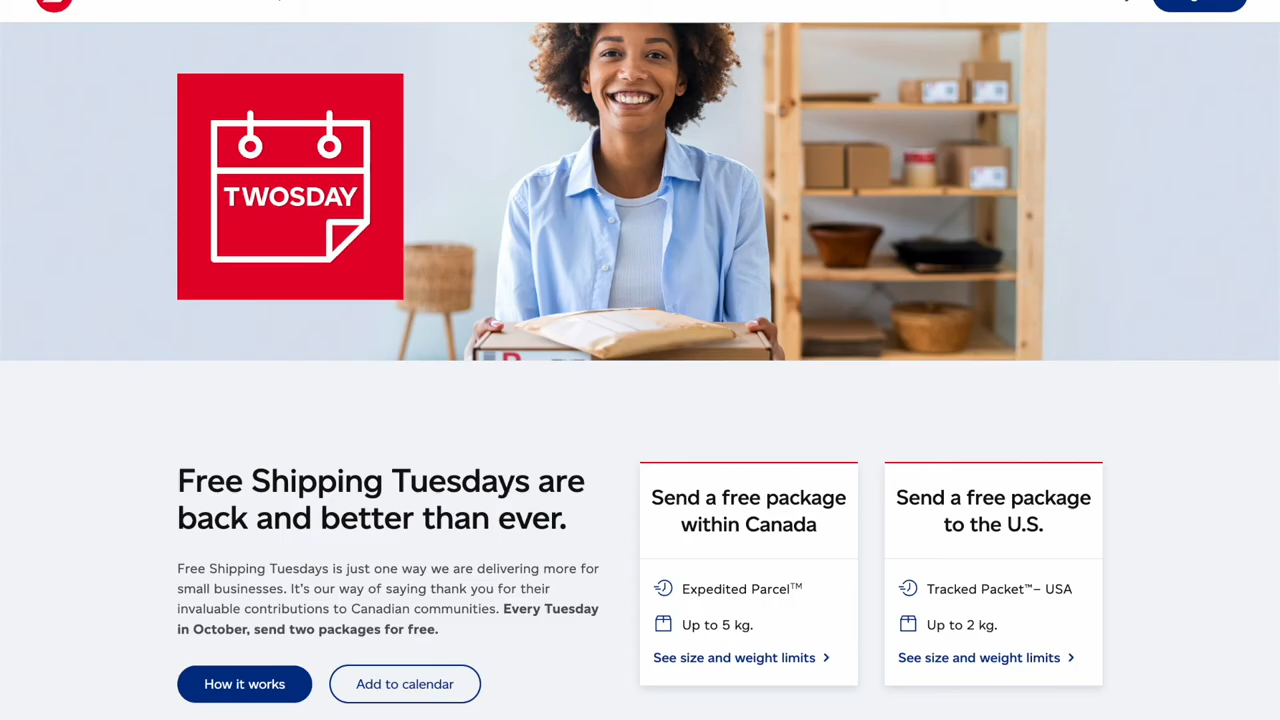 TWOSDAY
Free Shipping Tuesdays are
back and better than ever.
Free Shipping Tuesdays is just one way we are delivering more for
small businesses. It's our way of saying thank you for their
invaluable contributions to Canadian communities. Every Tuesday
in October, send two packages for free.
How it works
Add to calendar
Send a free package
within Canada
Expedited Parcel™
Up to 5 kg.
See size and weight limits
Send a free package
to the U.S.
Tracked Packet™– USA
Up to 2 kg.
See size and weight limits